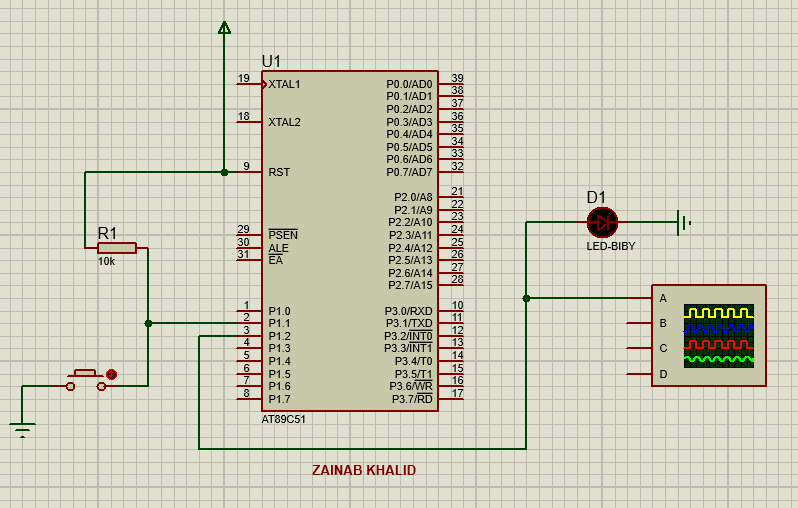 U1
19 XTAL1 P0.0/AD0 39
P0.1/AD1 38
P0.2/AD2 37
18 XTAL2 P0.3/AD3 36
P0.4/AD4 35
P0.5/AD5 34
P0.6/AD6 33
9 RST P0.7/AD7 32
P2.0/A8 21
P2.1/A9 22
P2.2/A10 23
29 PSEN P2.3/A11 24
30 ALE P2.4/A12 25
31 EA P2.5/A13 26
P2.6/A14 27
P2.7/A15 28
1 P1.0 P3.0/RXD 10
2 P1.1 P3.1/TXD 11
3 P1.2 P3.2/INT0 12
4 P1.3 P3.3/INT1 13
5 P1.4 P3.4/T0 14
6 P1.5 P3.5/T1 15
7 P1.6 P3.6/WR 16
8 P1.7 P3.7/RD 17
AT89C51
R1
10k
D1
LED-BIBY
A
B
C
D
ZAINAB KHALID